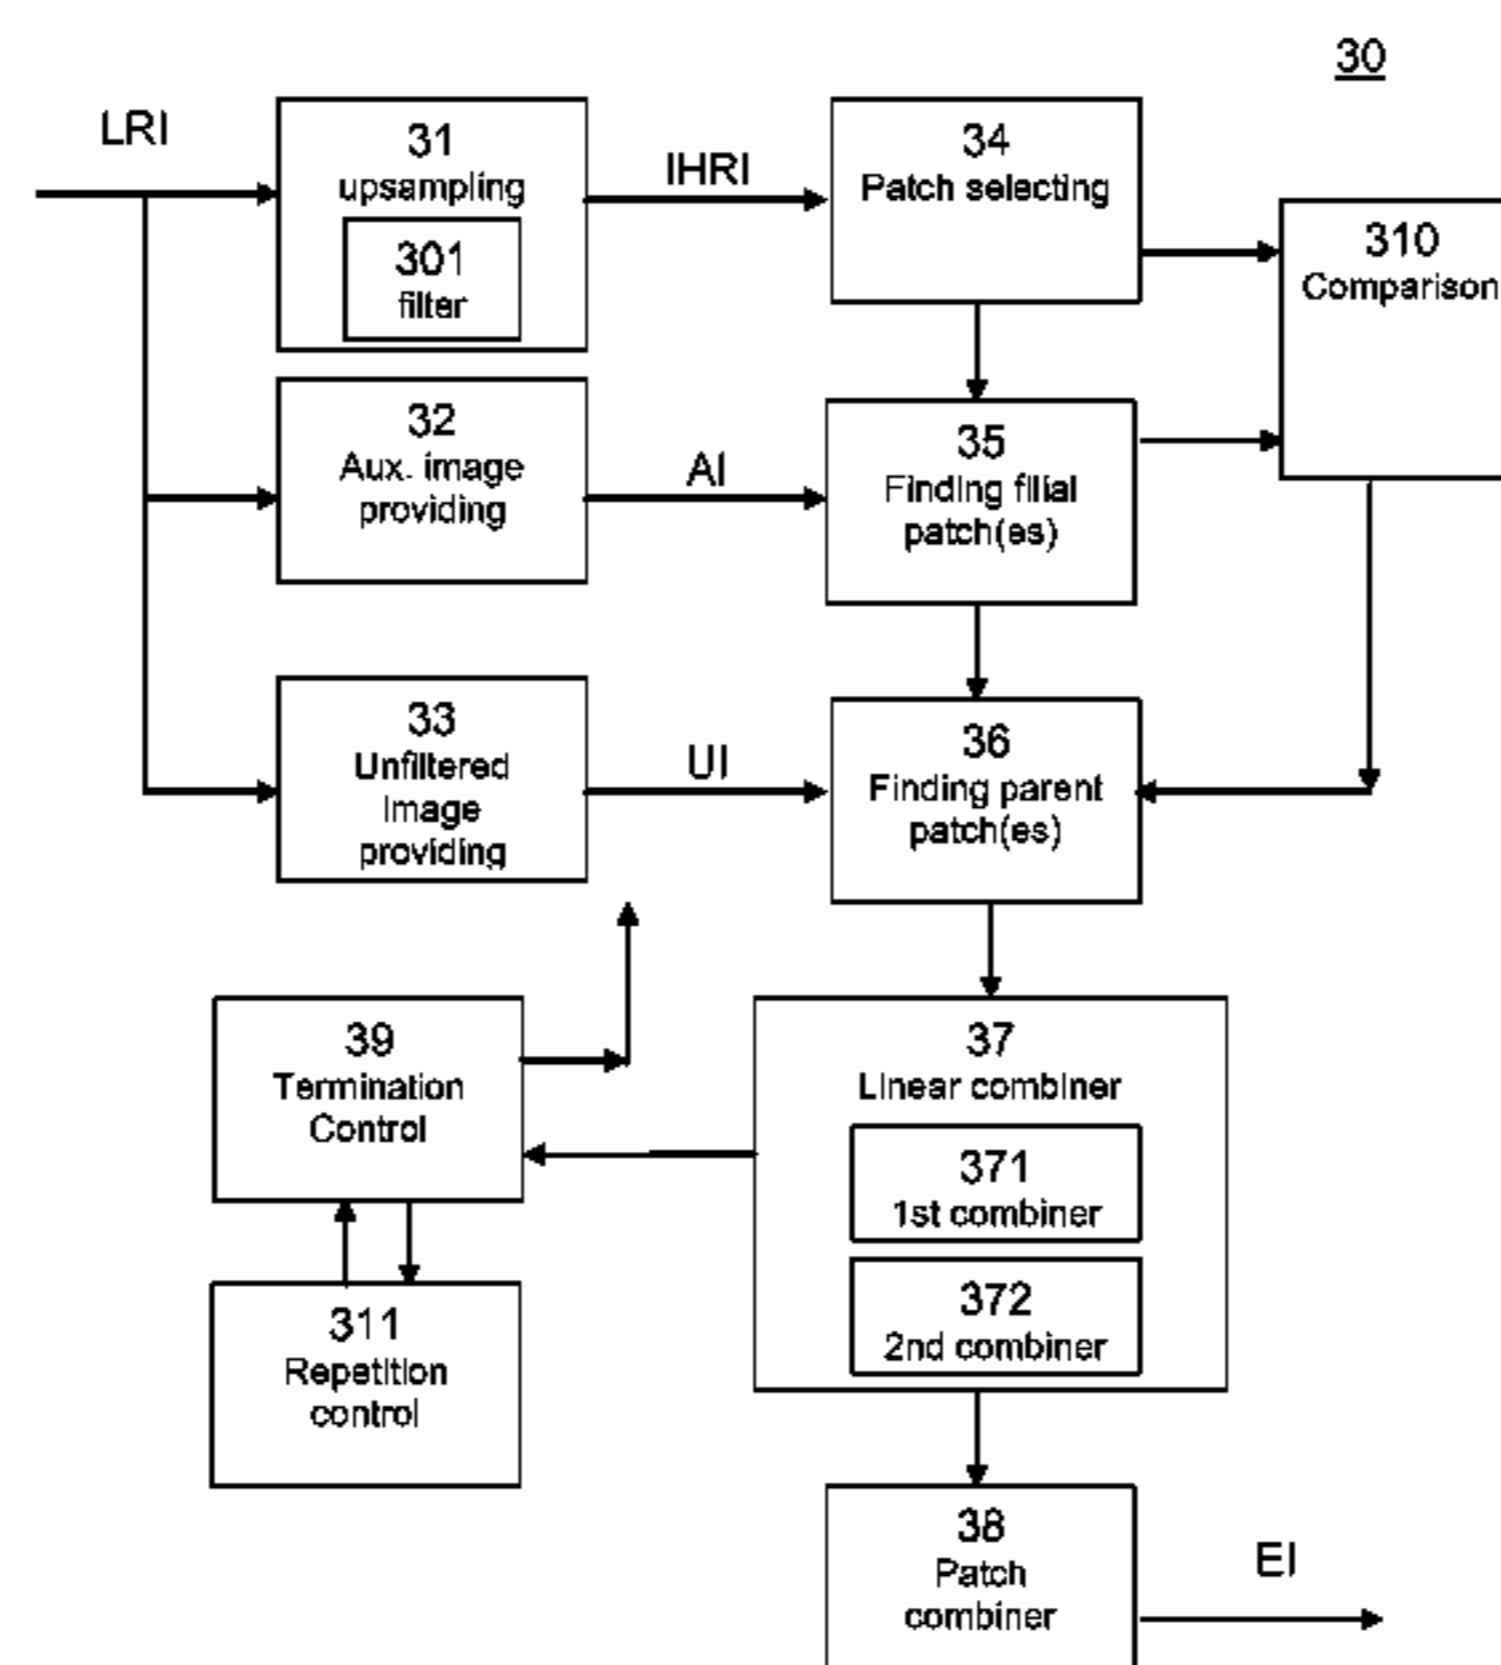 30
LRI
31
upsampling
301
filter
IHRI
34
Patch selecting
310
Comparison
32
Aux. image
providing
AI
35
Finding filial
patch(es)
33
Unfiltered
Image
providing
UI
36
Finding parent
patch(es)
39
Termination
Control
37
Linear combiner
371
1st combiner
372
2nd combiner
311
Repetition
control
38
Patch
combiner
EI